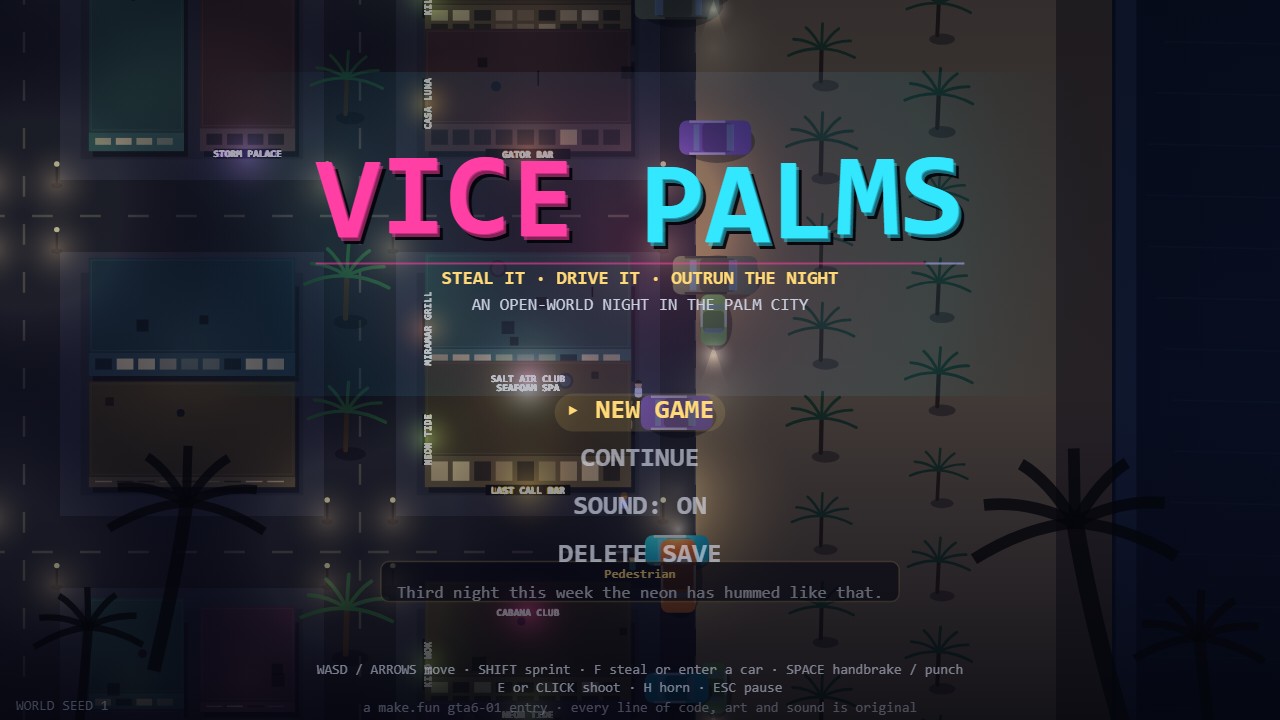 CASA LUNA
STORM PALACE
GATOR BAR
VICE PALMS
STEAL IT · DRIVE IT · OUTRUN THE NIGHT
AN OPEN-WORLD NIGHT IN THE PALM CITY
MIRAMAR GRILL
SALT AIR CLUB
SEAFOAM SPA
▸ NEW GAME
NEON TIDE
CONTINUE
LAST CALL BAR
SOUND: ON
DELETE SAVE
Pedestrian
Third night this week the neon has hummed like that.
CABANA CLUB
WASD / ARROWS move · SHIFT sprint · F steal or enter a car · SPACE handbrake / punch
E or CLICK shoot · H horn · ESC pause
WORLD SEED 1
a make.fun gta6-01 entry · every line of code, art and sound is original
NEON TIDE